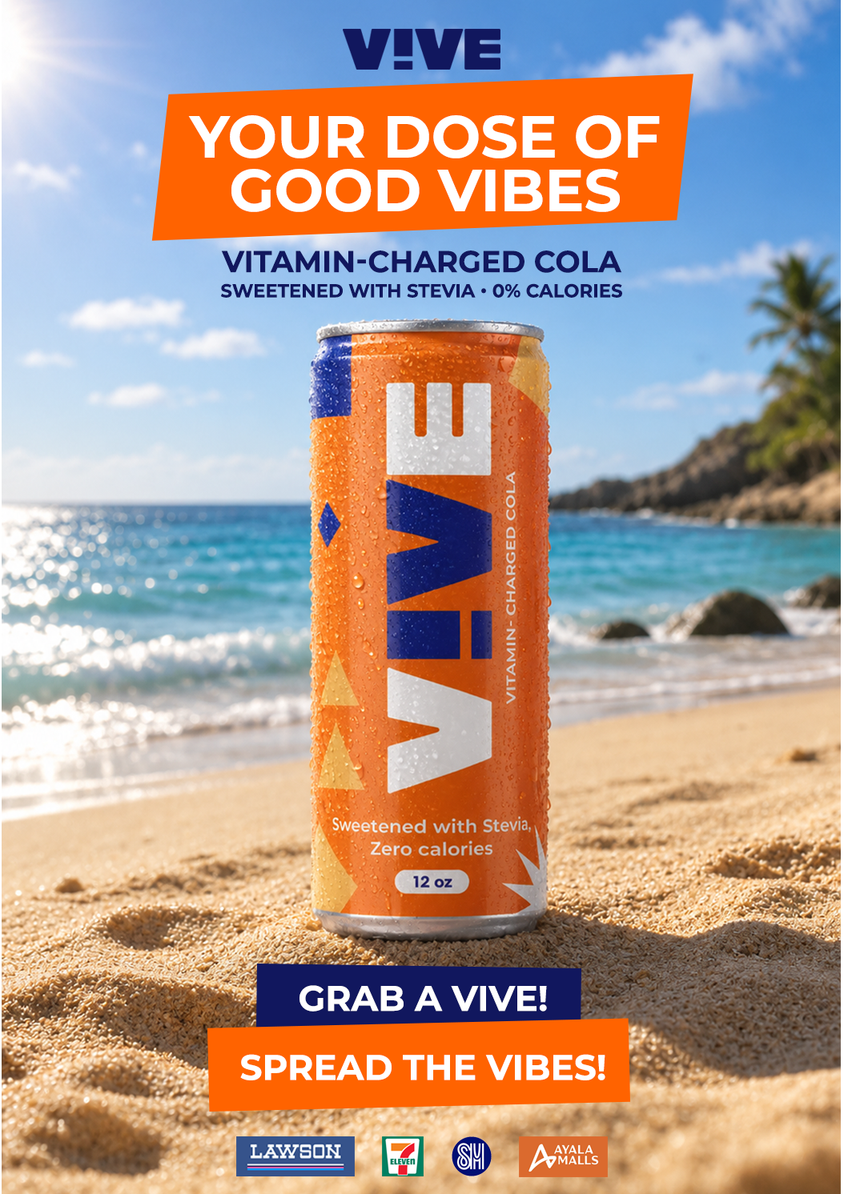 V!VE
YOUR DOSE OF
GOOD VIBES
VITAMIN-CHARGED COLA
SWEETENED WITH STEVIA • 0% CALORIES
V!VE
VITAMIN- CHARGED COLA
Sweetened with Stevia,
Zero calories
12 oz
GRAB A VIVE!
SPREAD THE VIBES!
LAWSON
7 ELEVEN
SM
AYALA
MALLS